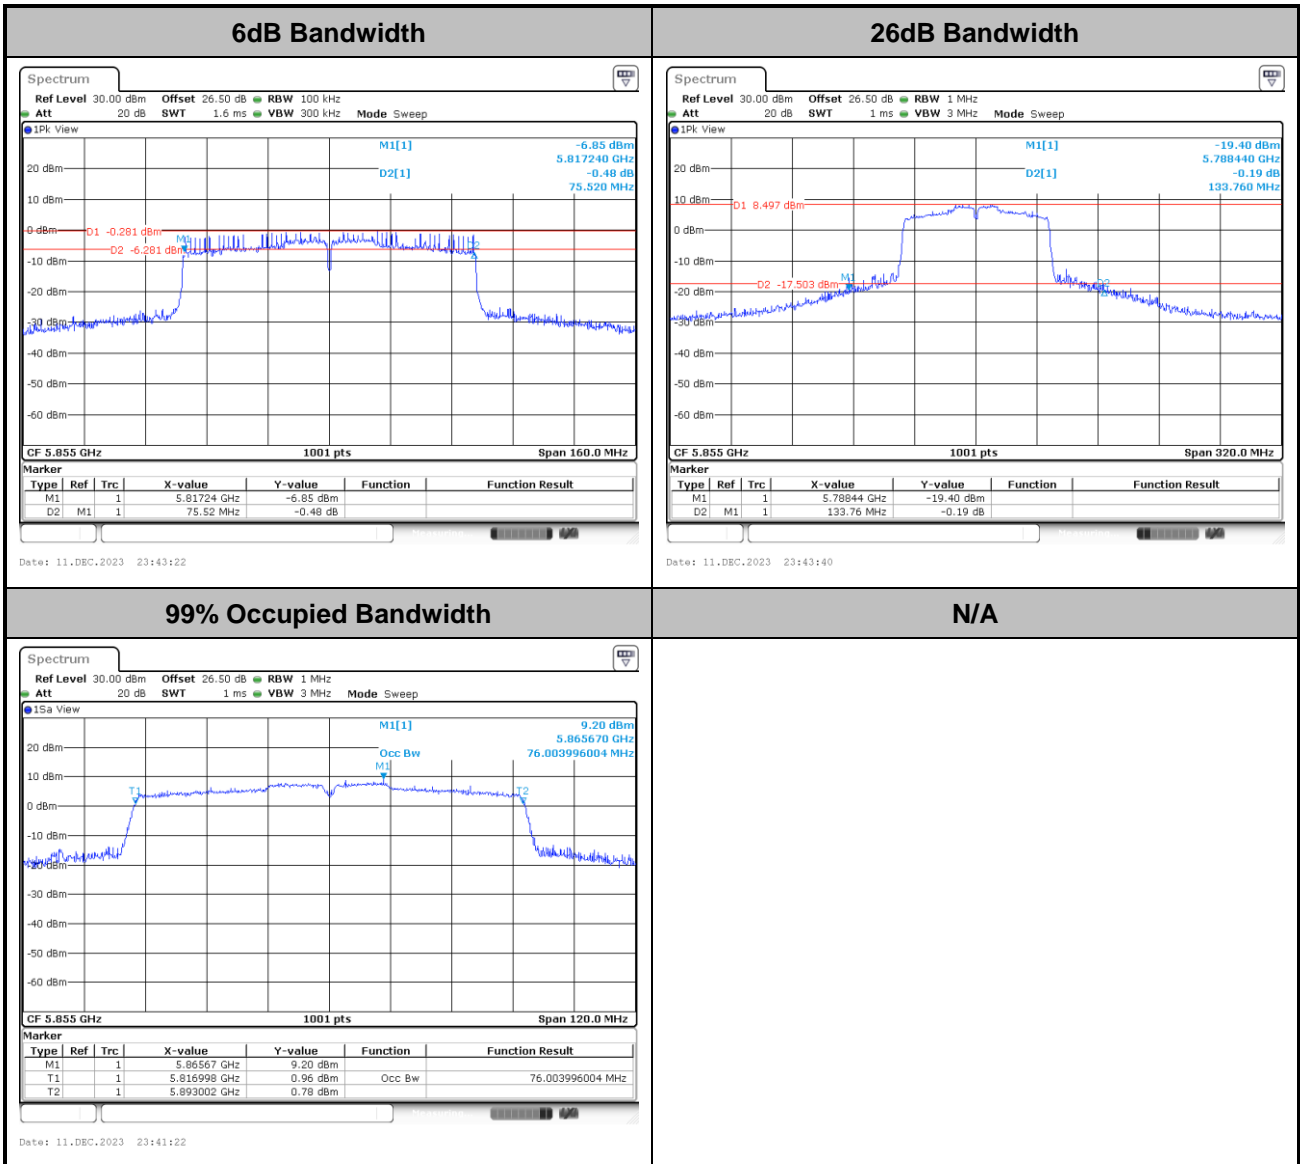 6dB Bandwidth
26dB Bandwidth
Spectrum
Ref Level 30.00 dBm Offset 26.50 dB RBW 100 kHz
Att 20 dB SWT 1.6 ms VBW 300 kHz Mode Sweep
1Pk View
M1[1] -6.85 dBm
5.817240 GHz
20 dBm
D2[1] -0.48 dB
75.520 MHz
10 dBm
0 dBm
D1 -0.281 dBm
M1
D2
D2 -6.281 dBm
-10 dBm
-20 dBm
-30 dBm
-40 dBm
-50 dBm
-60 dBm
CF 5.855 GHz 1001 pts Span 160.0 MHz
Marker
Type Ref Trc X-value Y-value Function Function Result
M1 1 5.81724 GHz -6.85 dBm
D2 M1 1 75.52 MHz -0.48 dB
Measuring...
Date: 11.DEC.2023 23:43:22
Spectrum
Ref Level 30.00 dBm Offset 26.50 dB RBW 1 MHz
Att 20 dB SWT 1 ms VBW 3 MHz Mode Sweep
1Pk View
M1[1] -19.40 dBm
5.788440 GHz
20 dBm
D2[1] -0.19 dB
133.760 MHz
10 dBm
D1 8.497 dBm
0 dBm
-10 dBm
M1
D2 -17.503 dBm
D2
-20 dBm
-30 dBm
-40 dBm
-50 dBm
-60 dBm
CF 5.855 GHz 1001 pts Span 320.0 MHz
Marker
Type Ref Trc X-value Y-value Function Function Result
M1 1 5.78844 GHz -19.40 dBm
D2 M1 1 133.76 MHz -0.19 dB
Measuring...
Date: 11.DEC.2023 23:43:40
99% Occupied Bandwidth
N/A
Spectrum
Ref Level 30.00 dBm Offset 26.50 dB RBW 1 MHz
Att 20 dB SWT 1 ms VBW 3 MHz Mode Sweep
1Sa View
M1[1] 9.20 dBm
5.865670 GHz
20 dBm
Occ Bw 76.003996004 MHz
M1
10 dBm
T1
T2
0 dBm
-10 dBm
-20 dBm
-30 dBm
-40 dBm
-50 dBm
-60 dBm
CF 5.855 GHz 1001 pts Span 120.0 MHz
Marker
Type Ref Trc X-value Y-value Function Function Result
M1 1 5.86567 GHz 9.20 dBm
T1 1 5.816998 GHz 0.96 dBm Occ Bw 76.003996004 MHz
T2 1 5.893002 GHz 0.78 dBm
Measuring...
Date: 11.DEC.2023 23:41:22